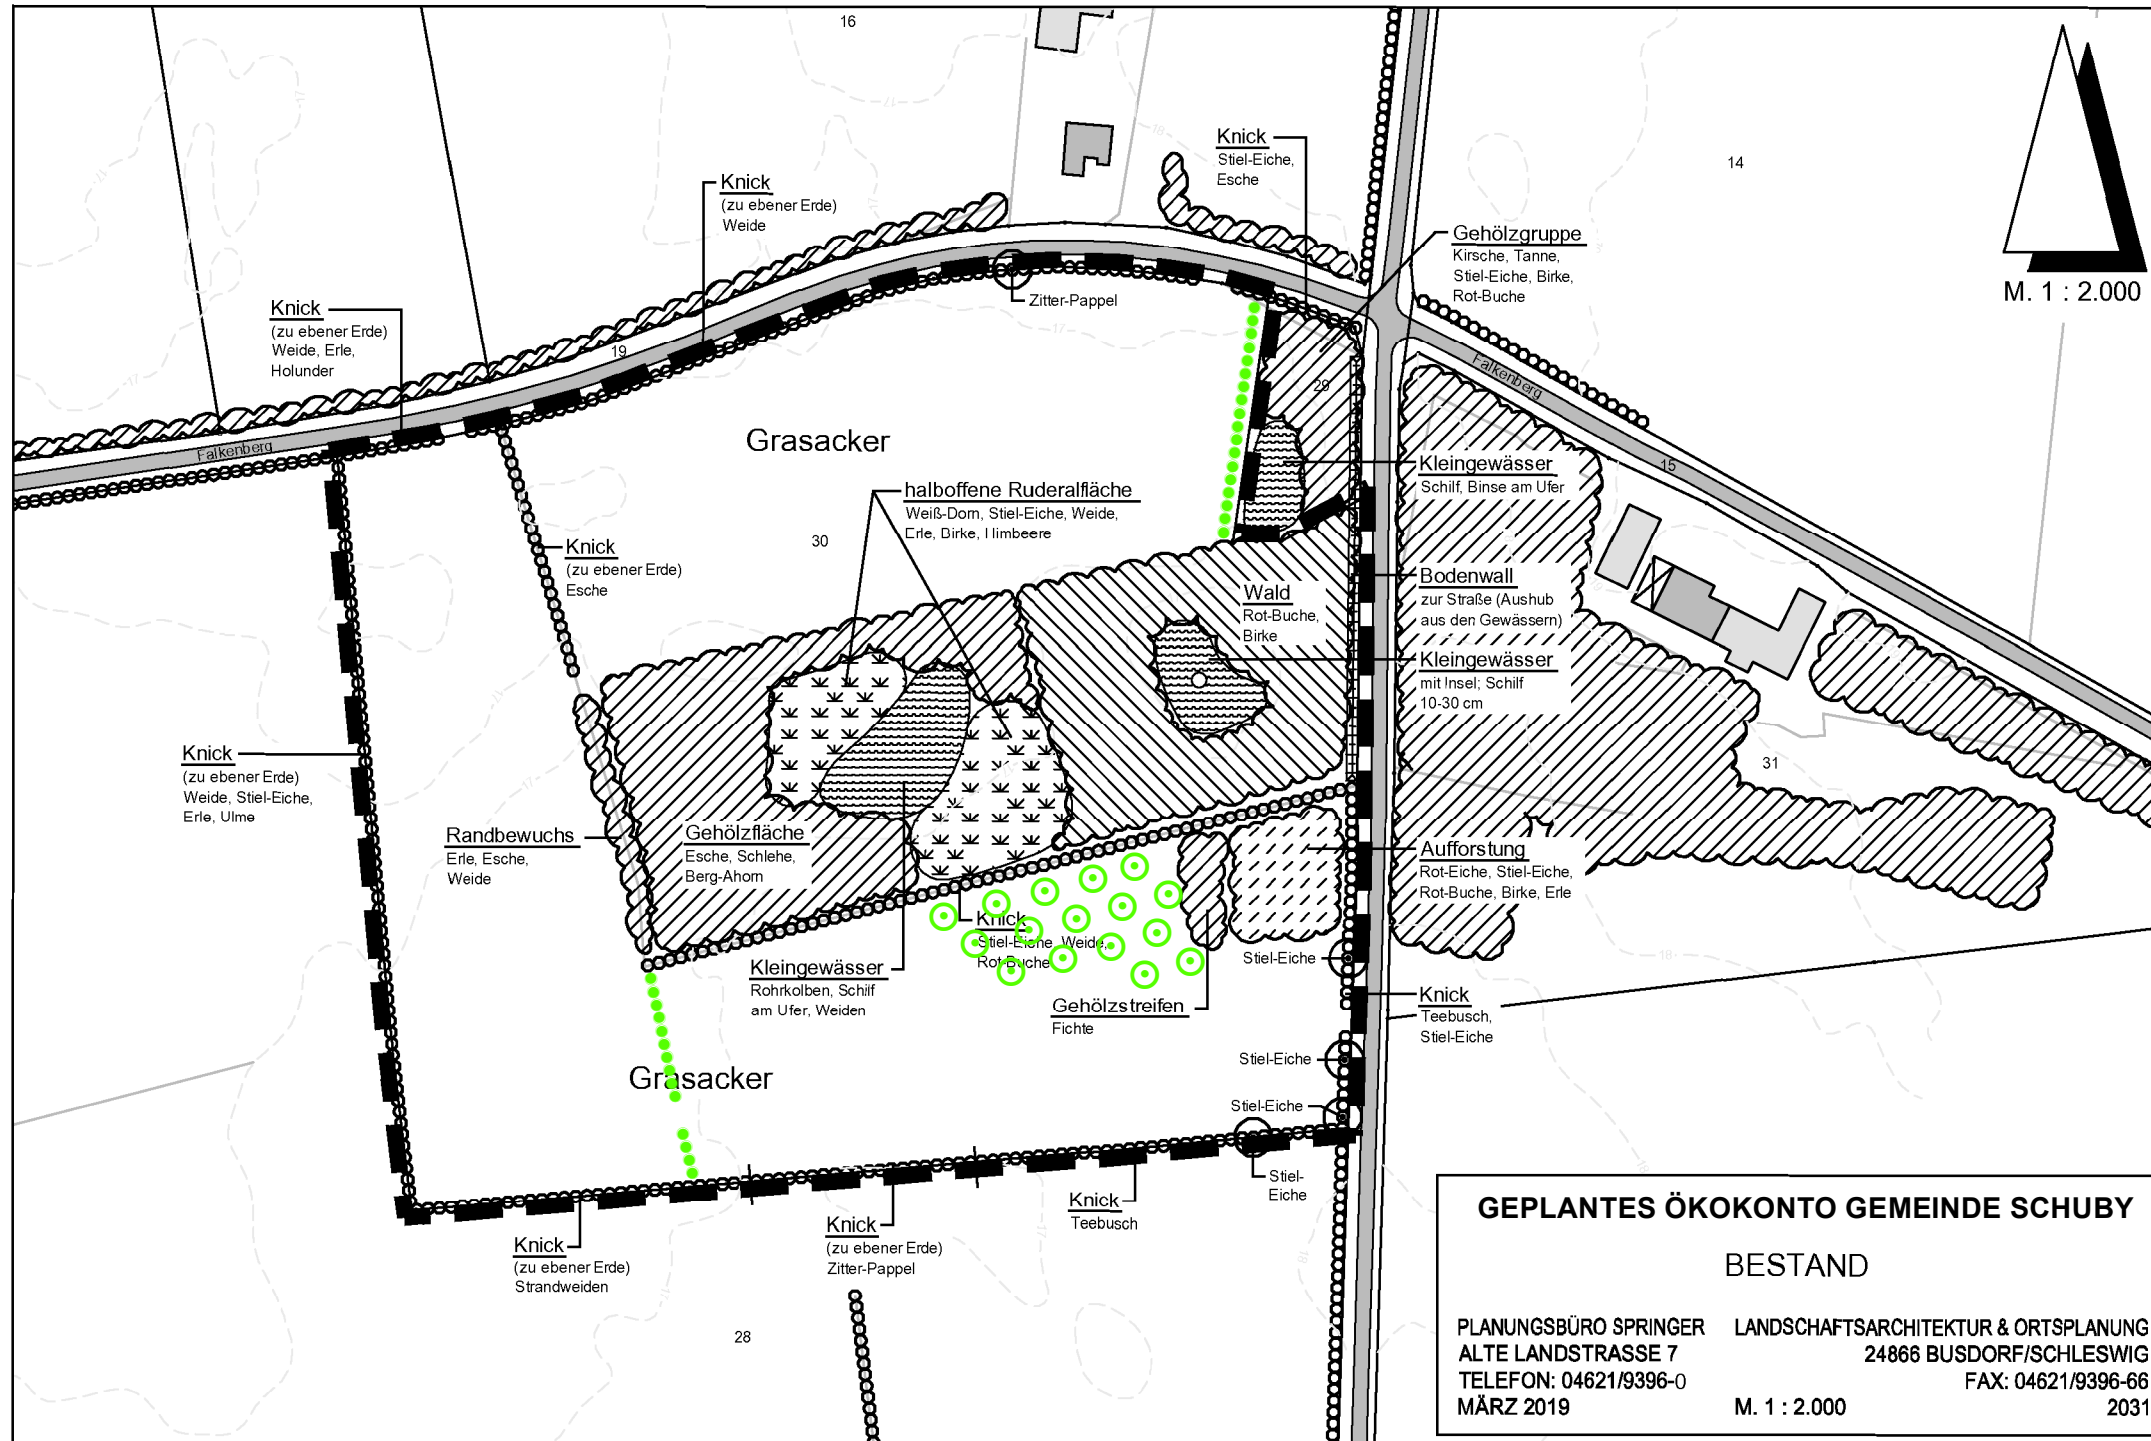 16
14
M. 1 : 2.000
Knick
Stiel-Eiche,
Esche
Knick
(zu ebener Erde)
Weide
Gehölzgruppe
Kirsche, Tanne,
Stiel-Eiche, Birke,
Rot-Buche
Zitter-Pappel
Knick
(zu ebener Erde)
Weide, Erle,
Holunder
19
29
Falkenberg
Falkenberg
15
Grasacker
Kleingewässer
Schilf, Binse am Ufer
halboffene Ruderalfläche
Weiß-Dorn, Stiel-Eiche, Weide,
Erle, Birke, Himbeere
30
Knick
(zu ebener Erde)
Esche
Wald
Rot-Buche,
Birke
Bodenwall
zur Straße (Aushub
aus den Gewässern)
Kleingewässer
mit Insel; Schilf
10-30 cm
31
Knick
(zu ebener Erde)
Weide, Stiel-Eiche,
Erle, Ulme
Randbewuchs
Erle, Esche,
Weide
Gehölzfläche
Esche, Schlehe,
Berg-Ahorn
Aufforstung
Rot-Eiche, Stiel-Eiche,
Rot-Buche, Birke, Erle
Knick
Stiel-Eiche, Weide,
Rot-Buche
Kleingewässer
Rohrkolben, Schilf
am Ufer, Weiden
Gehölzstreifen
Fichte
Stiel-Eiche
Knick
Teebusch,
Stiel-Eiche
Stiel-Eiche
Grasacker
Stiel-Eiche
Stiel-
Eiche
Knick
Teebusch
Knick
(zu ebener Erde)
Zitter-Pappel
Knick
(zu ebener Erde)
Strandweiden
28
GEPLANTES ÖKOKONTO GEMEINDE SCHUBY
BESTAND
PLANUNGSBÜRO SPRINGER LANDSCHAFTSARCHITEKTUR & ORTSPLANUNG
ALTE LANDSTRASSE 7 24866 BUSDORF/SCHLESWIG
TELEFON: 04621/9396-0 FAX: 04621/9396-66
MÄRZ 2019 M. 1 : 2.000 2031